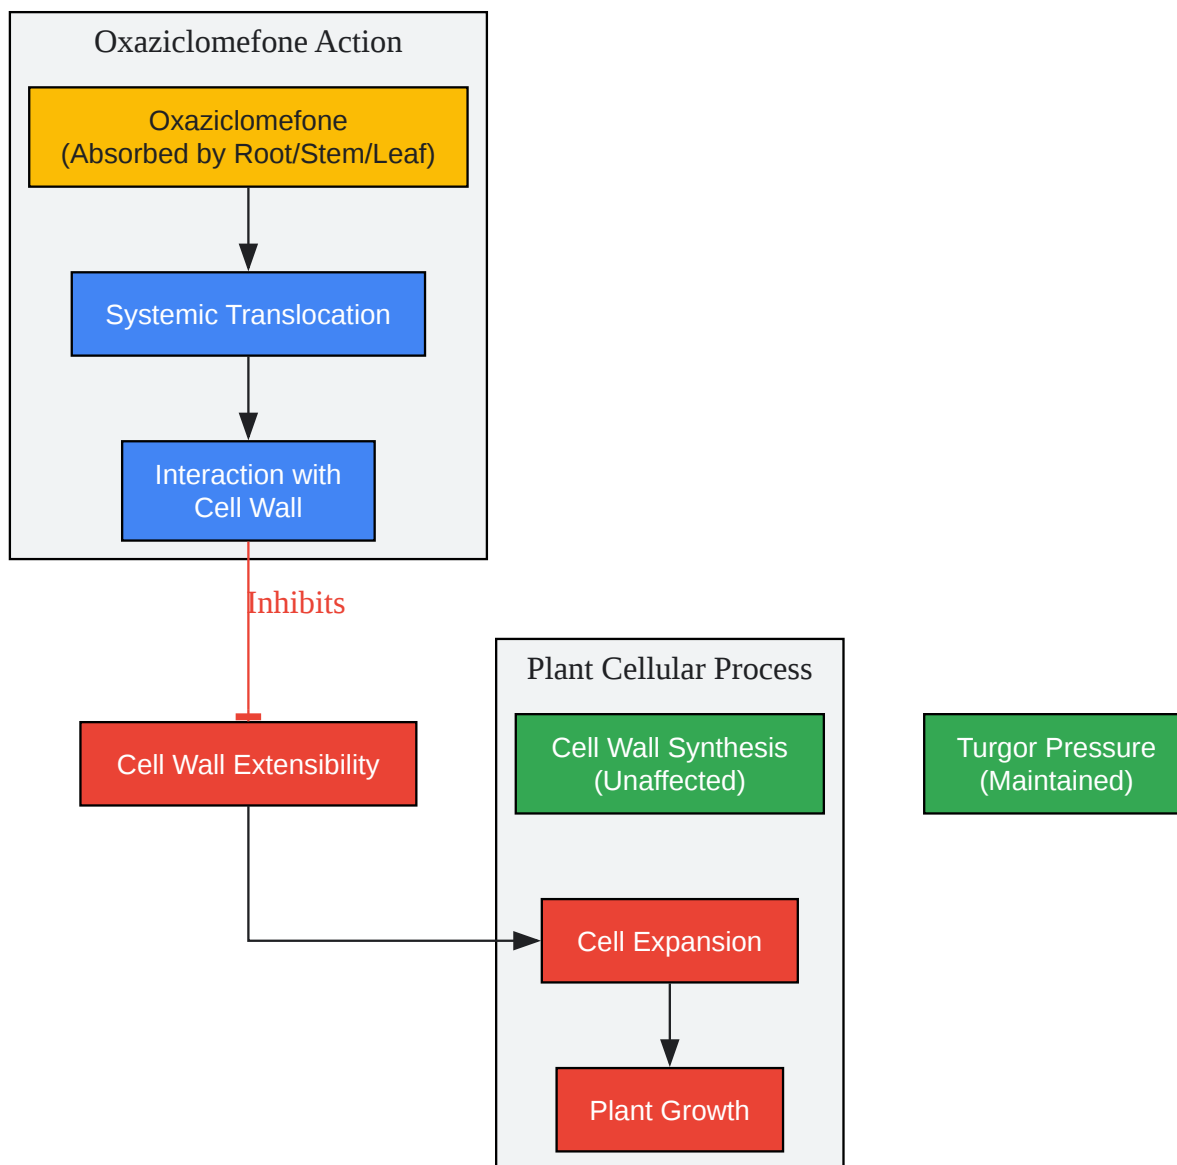 Oxaziclomefone Action
Oxaziclomefone
(Absorbed by Root/Stem/Leaf)
Systemic Translocation
Interaction with
Cell Wall
Inhibits
Plant Cellular Process
Cell Wall Extensibility
Cell Wall Synthesis
(Unaffected)
Turgor Pressure
(Maintained)
Cell Expansion
Plant Growth